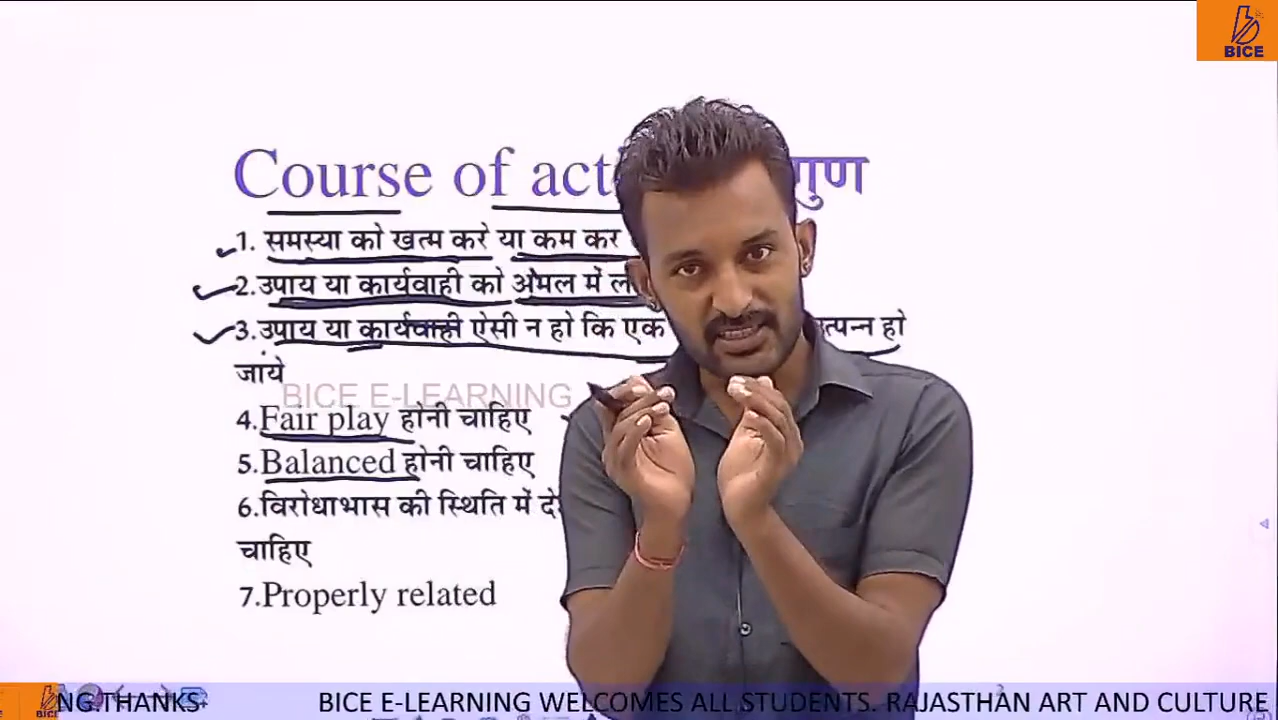 BICE
Course of act गुण
1. समस्या को खत्म करे या कम कर
2.उपाय या कार्यवाही को अमल में ल
3.उपाय या कार्यवाही ऐसी न हो कि एक त्पन्न हो
जांये
BICE E-LEARNING
4.Fair play होनी चाहिए
5.Balanced होनी चाहिए
6.विरोधाभास की स्थिति में दे
चाहिए
7.Properly related
NG.THANKS BICE E-LEARNING WELCOMES ALL STUDENTS. RAJASTHAN ART AND CULTURE